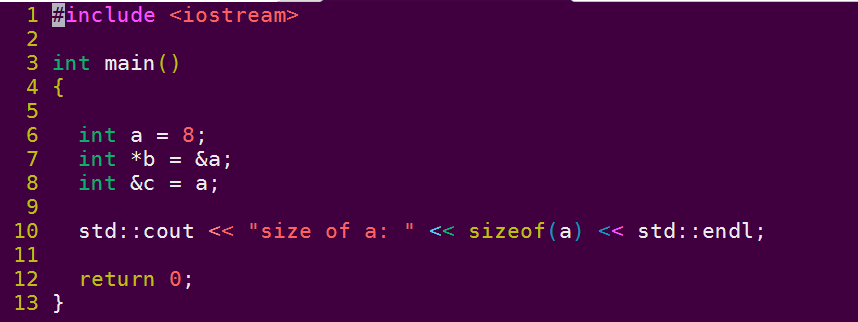 1 #include <iostream>
2
3 int main()
4 {
5
6   int a = 8;
7   int *b = &a;
8   int &c = a;
9
10   std::cout << "size of a: " << sizeof(a) << std::endl;
11
12   return 0;
13 }